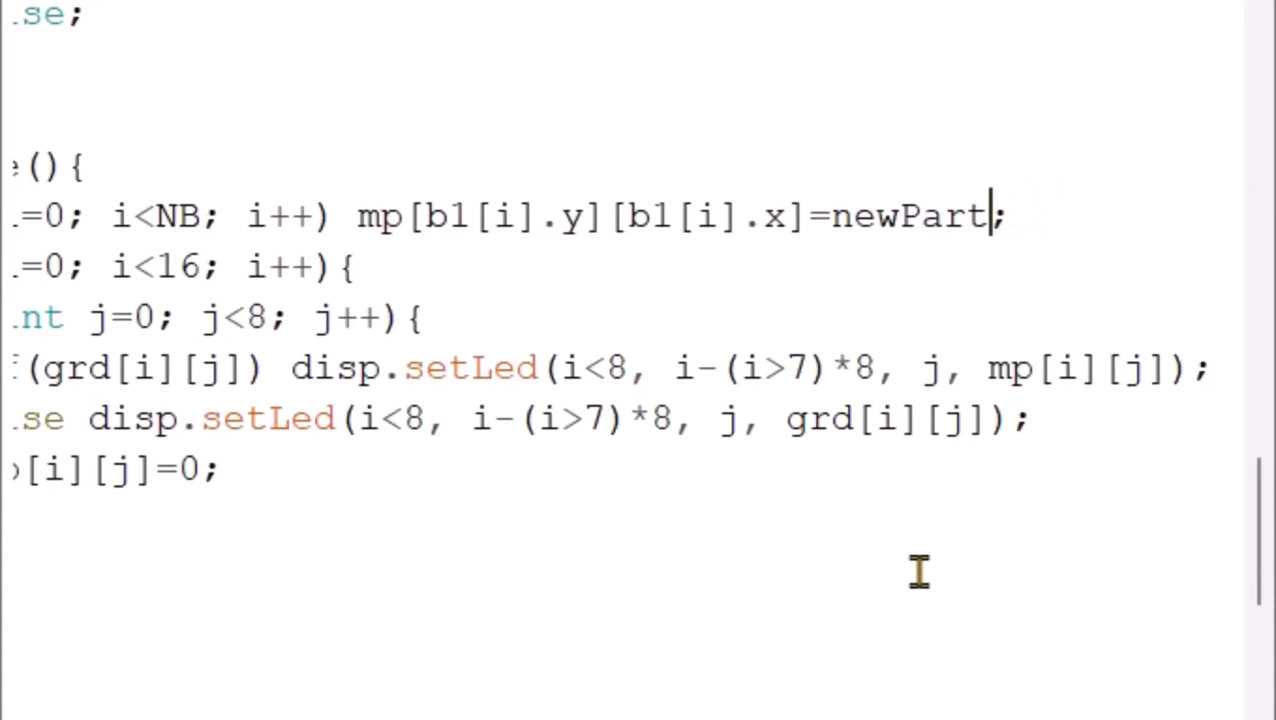 .se;
(){
.=0; i<NB; i++) mp[b1[i].y][b1[i].x]=newPart;
.=0; i<16; i++){
.nt j=0; j<8; j++){
(grd[i][j]) disp.setLed(i<8, i-(i>7)*8, j, mp[i][j]);
.se disp.setLed(i<8, i-(i>7)*8, j, grd[i][j]);
[i][j]=0;